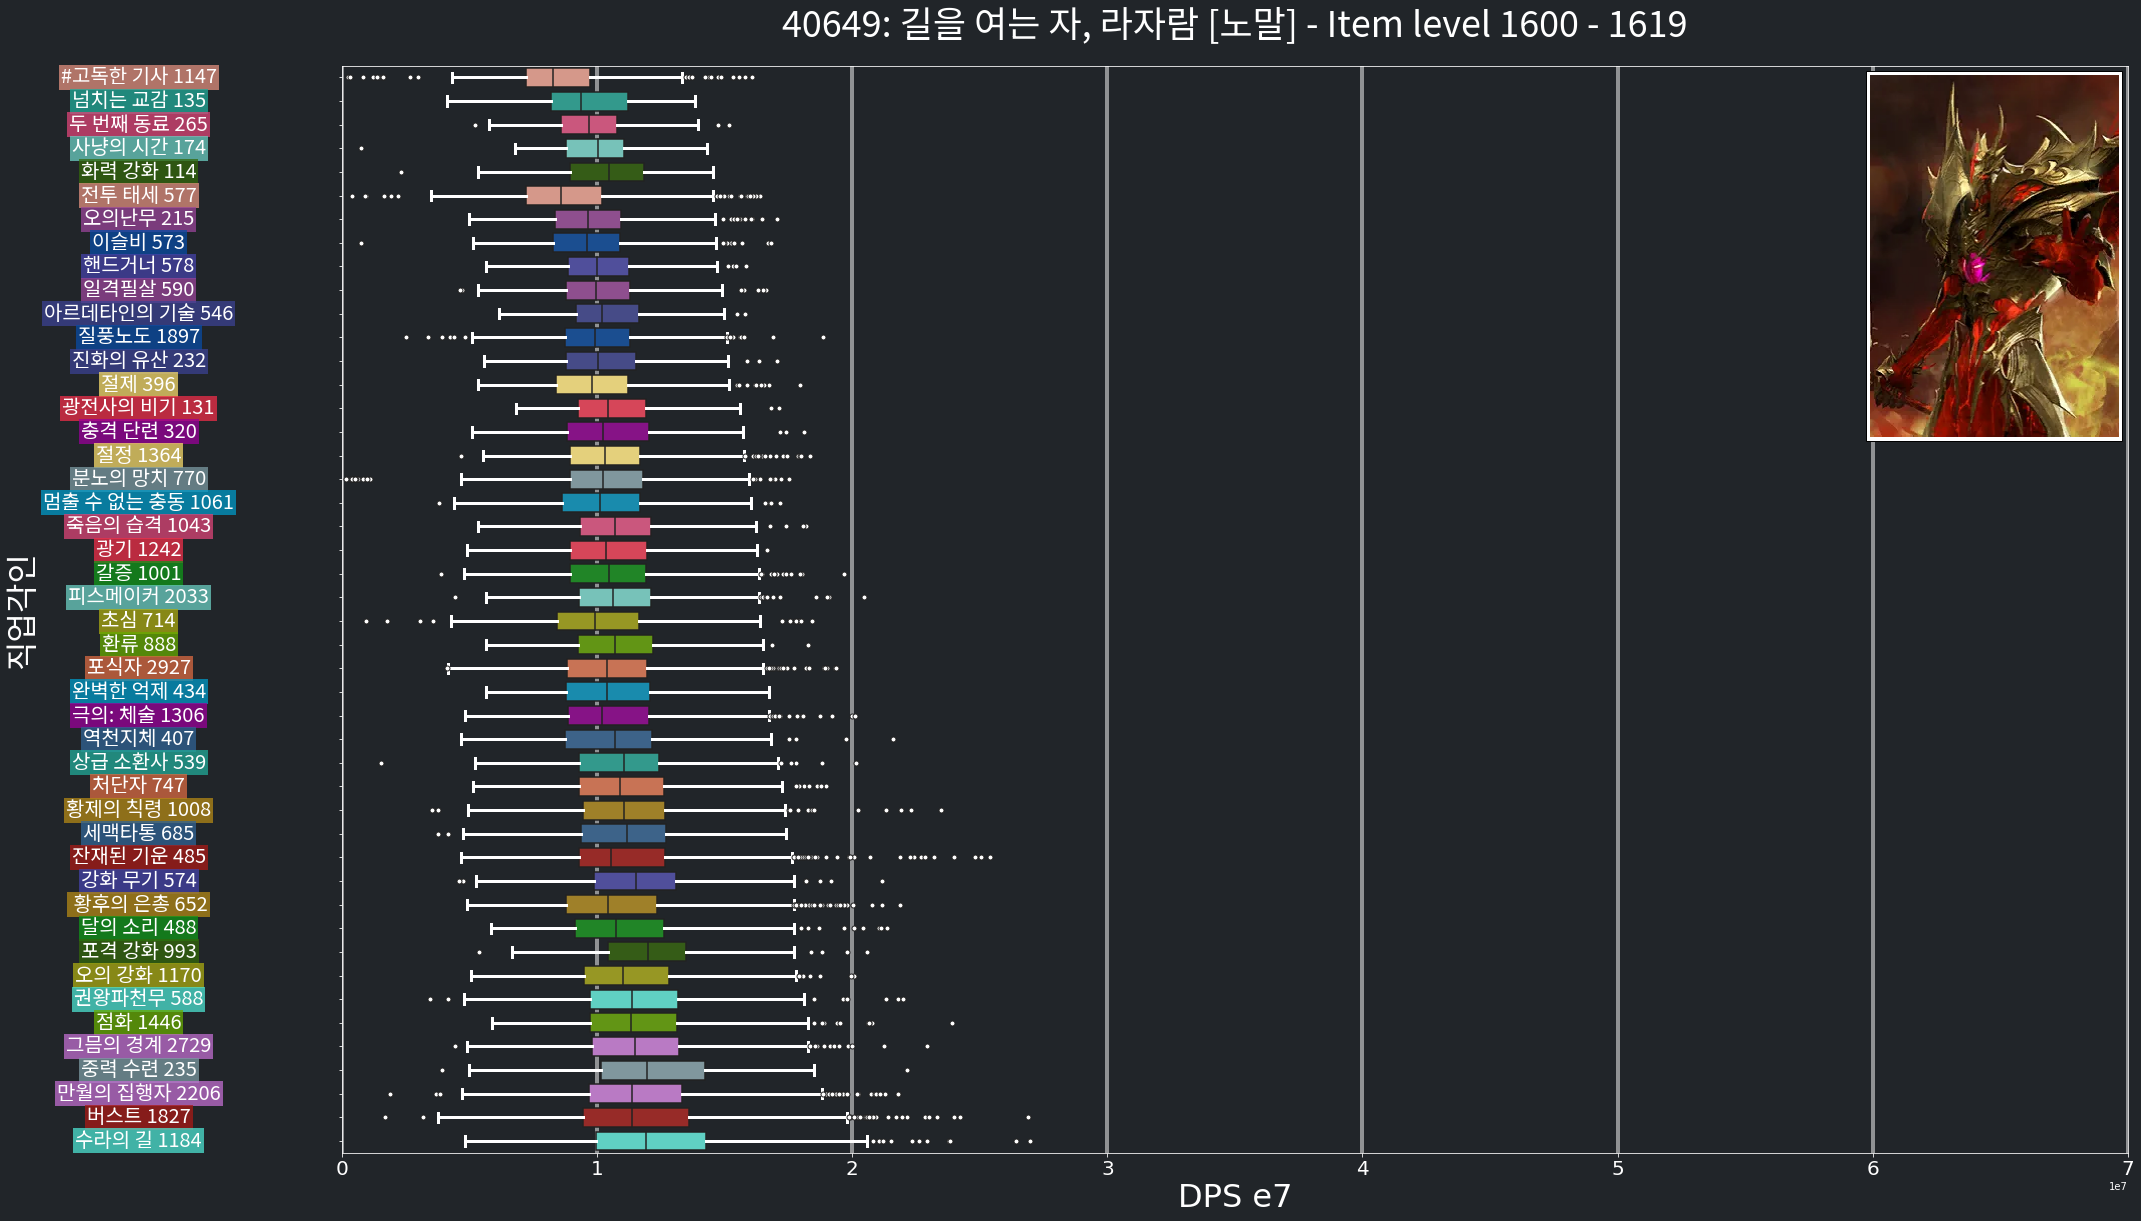 40649: 길을 여는 자, 라자람 [노말] - Item level 1600 - 1619
#고독한 기사 1147
넘치는 교감 135
두 번째 동료 265
사냥의 시간 174
화력 강화 114
전투 태세 577
오의난무 215
이슬비 573
핸드거너 578
일격필살 590
아르데타인의 기술 546
질풍노도 1897
진화의 유산 232
절제 396
광전사의 비기 131
충격 단련 320
절정 1364
분노의 망치 770
멈출 수 없는 충동 1061
죽음의 습격 1043
광기 1242
갈증 1001
피스메이커 2033
초심 714
환류 888
포식자 2927
완벽한 억제 434
극의: 체술 1306
역천지체 407
상급 소환사 539
처단자 747
황제의 칙령 1008
세맥타통 685
잔재된 기운 485
강화 무기 574
황후의 은총 652
달의 소리 488
포격 강화 993
오의 강화 1170
권왕파천무 588
점화 1446
그믐의 경계 2729
중력 수련 235
만월의 집행자 2206
버스트 1827
수라의 길 1184
직업각인
0 1 2 3 4 5 6 7
1e7
DPS e7